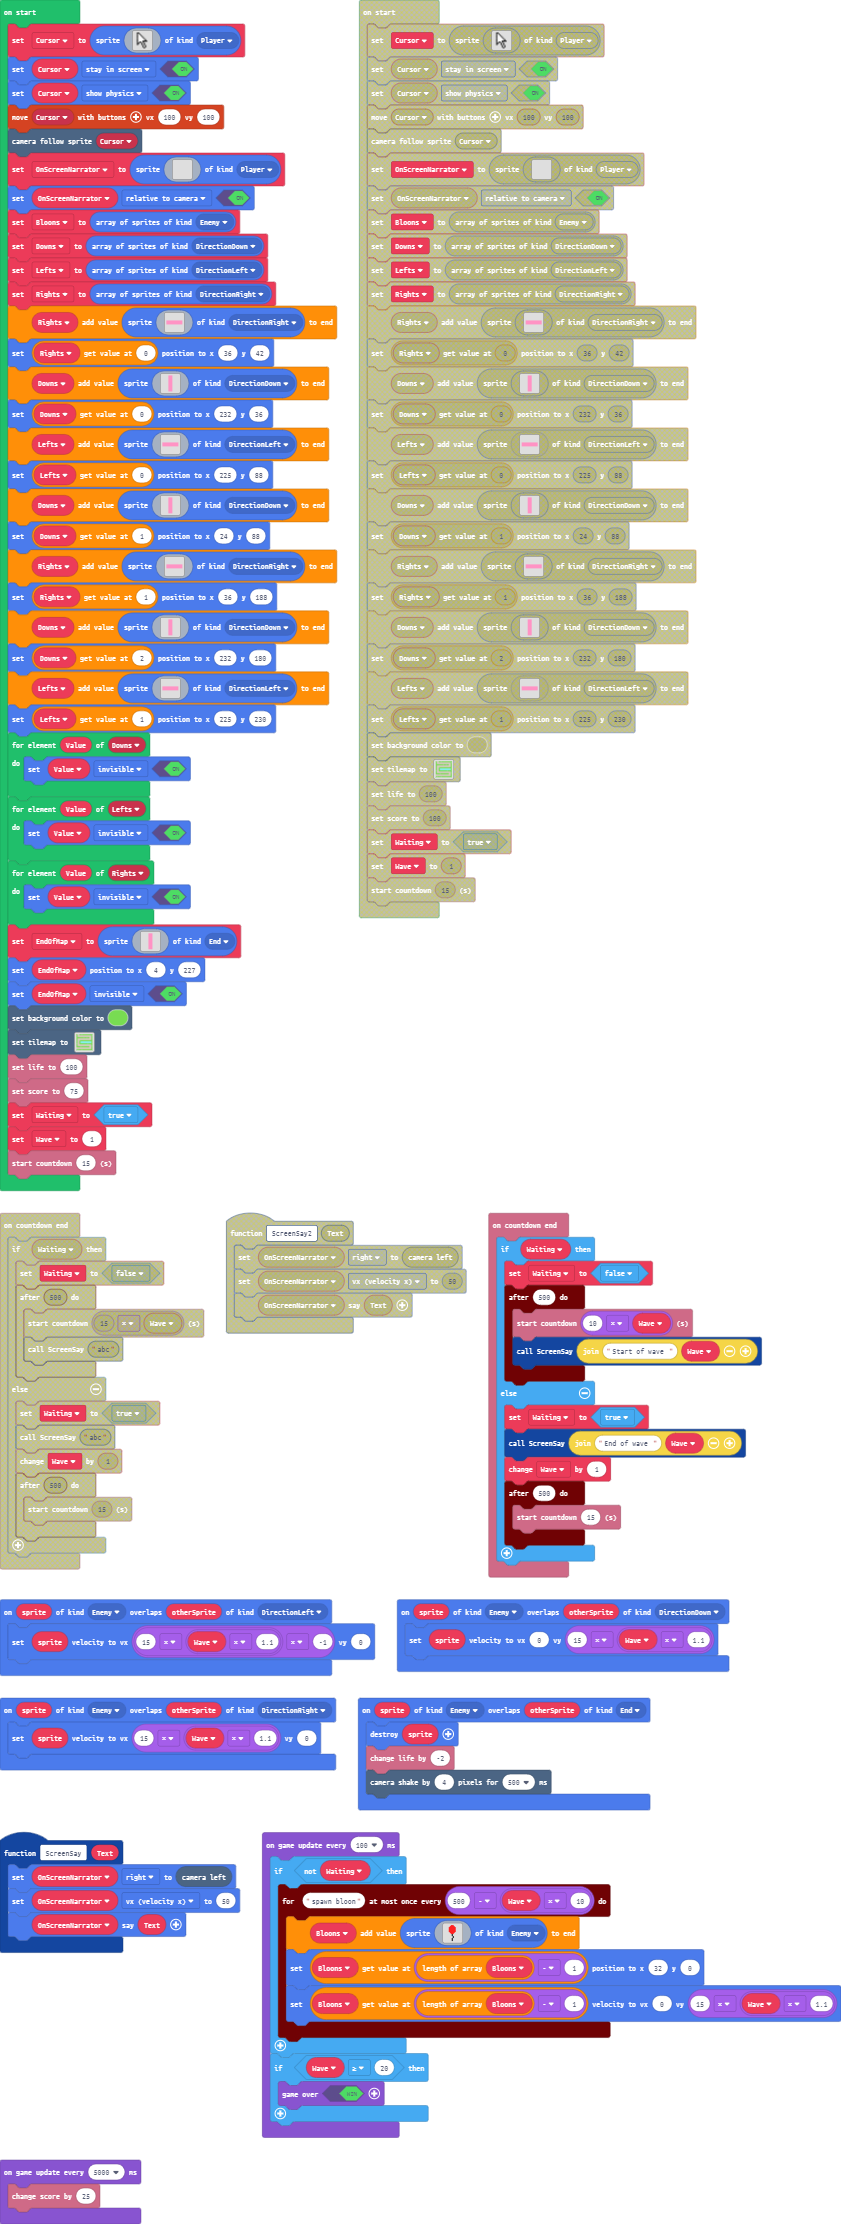 on start
set Cursor to sprite of kind Player
set Cursor stay in screen ON
set Cursor show physics ON
move Cursor with buttons vx 100 vy 100
camera follow sprite Cursor
set OnScreenNarrator to sprite of kind Player
set OnScreenNarrator relative to camera ON
set Bloons to array of sprites of kind Enemy
set Downs to array of sprites of kind DirectionDown
set Lefts to array of sprites of kind DirectionLeft
set Rights to array of sprites of kind DirectionRight
Rights add value sprite of kind DirectionRight to end
set Rights get value at 0 position to x 36 y 42
Downs add value sprite of kind DirectionDown to end
set Downs get value at 0 position to x 232 y 36
Lefts add value sprite of kind DirectionLeft to end
set Lefts get value at 0 position to x 225 y 88
Downs add value sprite of kind DirectionDown to end
set Downs get value at 1 position to x 24 y 88
Rights add value sprite of kind DirectionRight to end
set Rights get value at 1 position to x 36 y 188
Downs add value sprite of kind DirectionDown to end
set Downs get value at 2 position to x 232 y 180
Lefts add value sprite of kind DirectionLeft to end
set Lefts get value at 1 position to x 225 y 230
for element Value of Downs
do set Value invisible ON
for element Value of Lefts
do set Value invisible ON
for element Value of Rights
do set Value invisible ON
set EndOfMap to sprite of kind End
set EndOfMap position to x 4 y 227
set EndOfMap invisible ON
set background color to
set tilemap to
set life to 100
set score to 75
set Waiting to true
set Wave to 1
start countdown 15 (s)
on start
set Cursor to sprite of kind Player
set Cursor stay in screen ON
set Cursor show physics ON
move Cursor with buttons vx 100 vy 100
camera follow sprite Cursor
set OnScreenNarrator to sprite of kind Player
set OnScreenNarrator relative to camera ON
set Bloons to array of sprites of kind Enemy
set Downs to array of sprites of kind DirectionDown
set Lefts to array of sprites of kind DirectionLeft
set Rights to array of sprites of kind DirectionRight
Rights add value sprite of kind DirectionRight to end
set Rights get value at 0 position to x 36 y 42
Downs add value sprite of kind DirectionDown to end
set Downs get value at 0 position to x 232 y 36
Lefts add value sprite of kind DirectionLeft to end
set Lefts get value at 0 position to x 225 y 88
Downs add value sprite of kind DirectionDown to end
set Downs get value at 1 position to x 24 y 88
Rights add value sprite of kind DirectionRight to end
set Rights get value at 1 position to x 36 y 188
Downs add value sprite of kind DirectionDown to end
set Downs get value at 2 position to x 232 y 180
Lefts add value sprite of kind DirectionLeft to end
set Lefts get value at 1 position to x 225 y 230
set background color to
set tilemap to
set life to 100
set score to 100
set Waiting to true
set Wave to 1
start countdown 15 (s)
on countdown end
if Waiting then
set Waiting to false
after 500 do
start countdown 15 × Wave (s)
call ScreenSay "abc"
else
set Waiting to true
call ScreenSay "abc"
change Wave by 1
after 500 do
start countdown 15 (s)
function ScreenSay2 Text
set OnScreenNarrator right to camera left
set OnScreenNarrator vx (velocity x) to 50
OnScreenNarrator say Text
on countdown end
if Waiting then
set Waiting to false
after 500 do
start countdown 10 × Wave (s)
call ScreenSay join "Start of wave " Wave
else
set Waiting to true
call ScreenSay join "End of wave " Wave
change Wave by 1
after 500 do
start countdown 15 (s)
on sprite of kind Enemy overlaps otherSprite of kind DirectionLeft
set sprite velocity to vx 15 × Wave × 1.1 × -1 vy 0
on sprite of kind Enemy overlaps otherSprite of kind DirectionDown
set sprite velocity to vx 0 vy 15 × Wave × 1.1
on sprite of kind Enemy overlaps otherSprite of kind DirectionRight
set sprite velocity to vx 15 × Wave × 1.1 vy 0
on sprite of kind Enemy overlaps otherSprite of kind End
destroy sprite
change life by -2
camera shake by 4 pixels for 500 ms
function ScreenSay Text
set OnScreenNarrator right to camera left
set OnScreenNarrator vx (velocity x) to 50
OnScreenNarrator say Text
on game update every 100 ms
if not Waiting then
for "spawn bloon" at most once every 500 - Wave × 10 do
Bloons add value sprite of kind Enemy to end
set Bloons get value at length of array Bloons - 1 position to x 32 y 0
set Bloons get value at length of array Bloons - 1 velocity to vx 0 vy 15 × Wave × 1.1
if Wave ≥ 20 then
game over WIN
on game update every 5000 ms
change score by 25